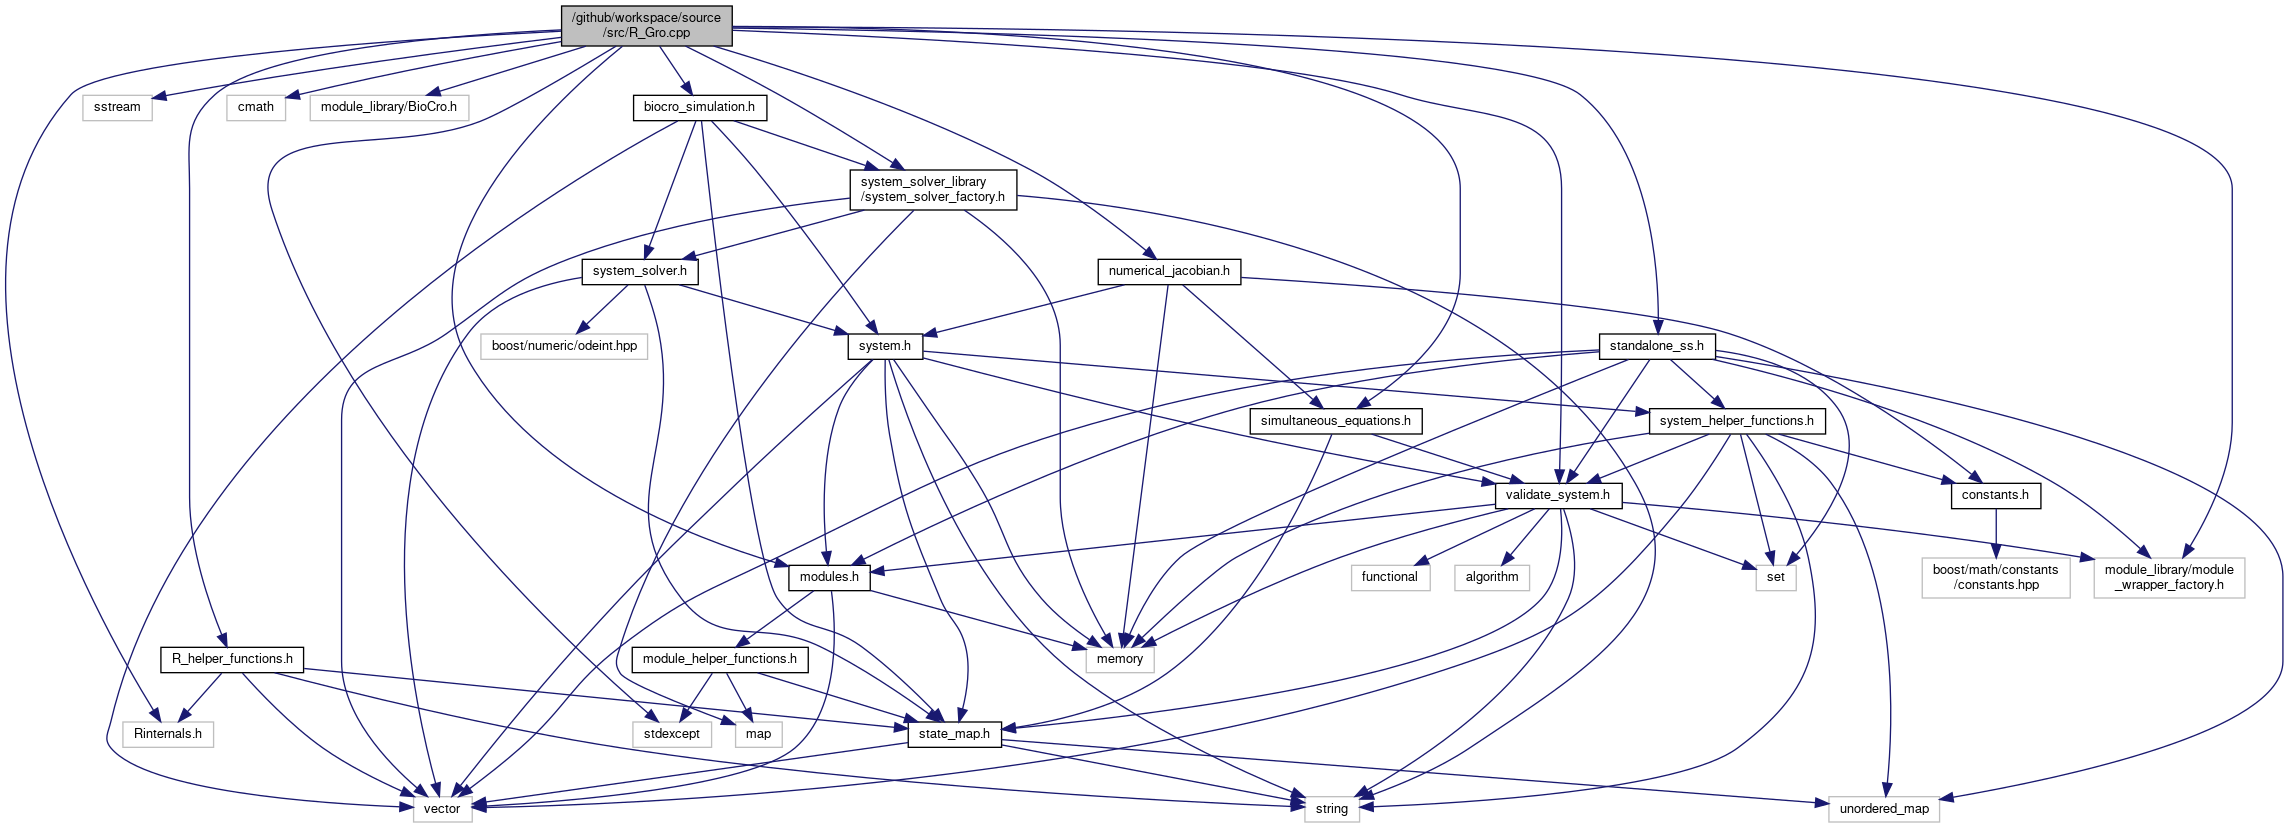 /github/workspace/source
/src/R_Gro.cpp
sstream
cmath
module_library/BioCro.h
biocro_simulation.h
system_solver_library
/system_solver_factory.h
system_solver.h
numerical_jacobian.h
boost/numeric/odeint.hpp
system.h
standalone_ss.h
simultaneous_equations.h
system_helper_functions.h
validate_system.h
constants.h
modules.h
functional
algorithm
set
boost/math/constants
/constants.hpp
module_library/module
_wrapper_factory.h
R_helper_functions.h
module_helper_functions.h
memory
Rinternals.h
stdexcept
map
state_map.h
vector
string
unordered_map